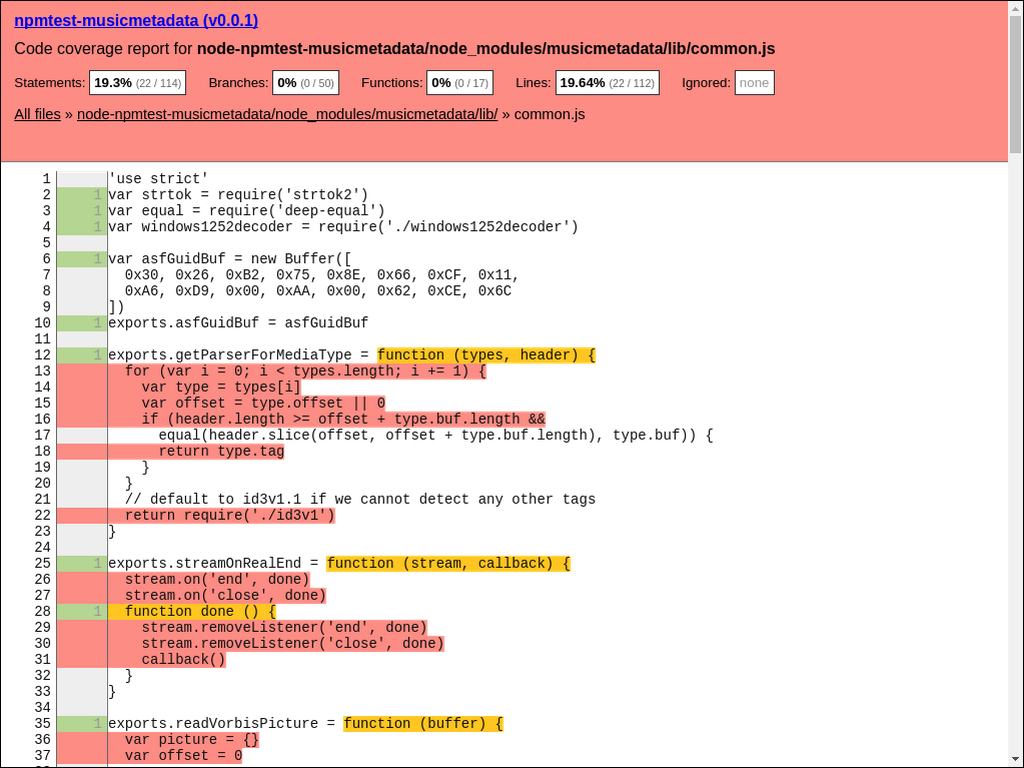 npmtest-musicmetadata (v0.0.1)
Code coverage report for node-npmtest-musicmetadata/node_modules/musicmetadata/lib/common.js
Statements: 19.3% (22 / 114) Branches: 0% (0 / 50) Functions: 0% (0 / 17) Lines: 19.64% (22 / 112) Ignored: none
All files » node-npmtest-musicmetadata/node_modules/musicmetadata/lib/ » common.js
1 'use strict'
2 1 var strtok = require('strtok2')
3 1 var equal = require('deep-equal')
4 1 var windows1252decoder = require('./windows1252decoder')
5
6 1 var asfGuidBuf = new Buffer([
7   0x30, 0x26, 0xB2, 0x75, 0x8E, 0x66, 0xCF, 0x11,
8   0xA6, 0xD9, 0x00, 0xAA, 0x00, 0x62, 0xCE, 0x6C
9 ])
10 1 exports.asfGuidBuf = asfGuidBuf
11
12 1 exports.getParserForMediaType = function (types, header) {
13   for (var i = 0; i < types.length; i += 1) {
14     var type = types[i]
15     var offset = type.offset || 0
16     if (header.length >= offset + type.buf.length &&
17       equal(header.slice(offset, offset + type.buf.length), type.buf)) {
18       return type.tag
19     }
20   }
21   // default to id3v1.1 if we cannot detect any other tags
22   return require('./id3v1')
23 }
24
25 1 exports.streamOnRealEnd = function (stream, callback) {
26   stream.on('end', done)
27   stream.on('close', done)
28 1   function done () {
29     stream.removeListener('end', done)
30     stream.removeListener('close', done)
31     callback()
32   }
33 }
34
35 1 exports.readVorbisPicture = function (buffer) {
36   var picture = {}
37   var offset = 0